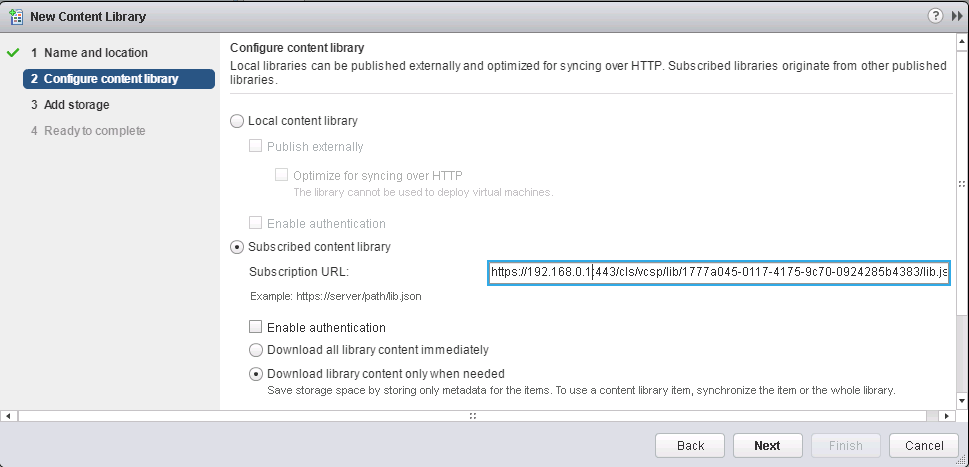 New Content Library
?
1 Name and location
2 Configure content library
3 Add storage
4 Ready to complete
Configure content library
Local libraries can be published externally and optimized for syncing over HTTP. Subscribed libraries originate from other published
libraries.
Local content library
Publish externally
Optimize for syncing over HTTP
The library cannot be used to deploy virtual machines.
Enable authentication
Subscribed content library
Subscription URL: https://192.168.0.1:443/cls/vcsp/lib/1777a045-0117-4175-9c70-0924285b4383/lib.js
Example: https://server/path/lib.json
Enable authentication
Download all library content immediately
Download library content only when needed
Save storage space by storing only metadata for the items. To use a content library item, synchronize the item or the whole library.
Back Next Finish Cancel